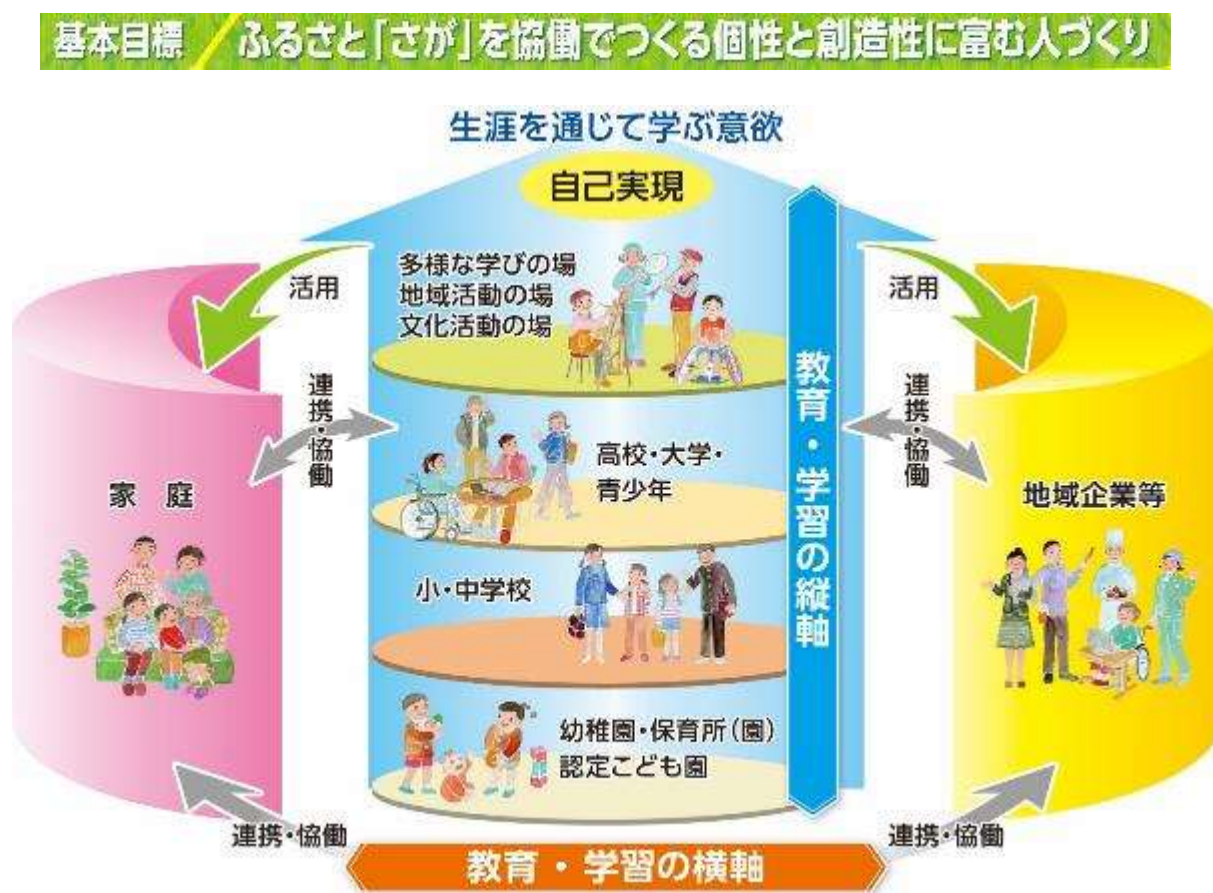 基本目標 ふるさと「さが」を協働でつくる個性と創造性に富む人づくり
生涯を通じて学ぶ意欲
自己実現
多様な学びの場
地域活動の場
文化活動の場
活用
活用
連携・協働
連携・協働
教育・学習の縦軸
家 庭
高校・大学・
青少年
地域企業等
小・中学校
幼稚園・保育所(園)
認定こども園
連携・協働
連携・協働
教育・学習の横軸